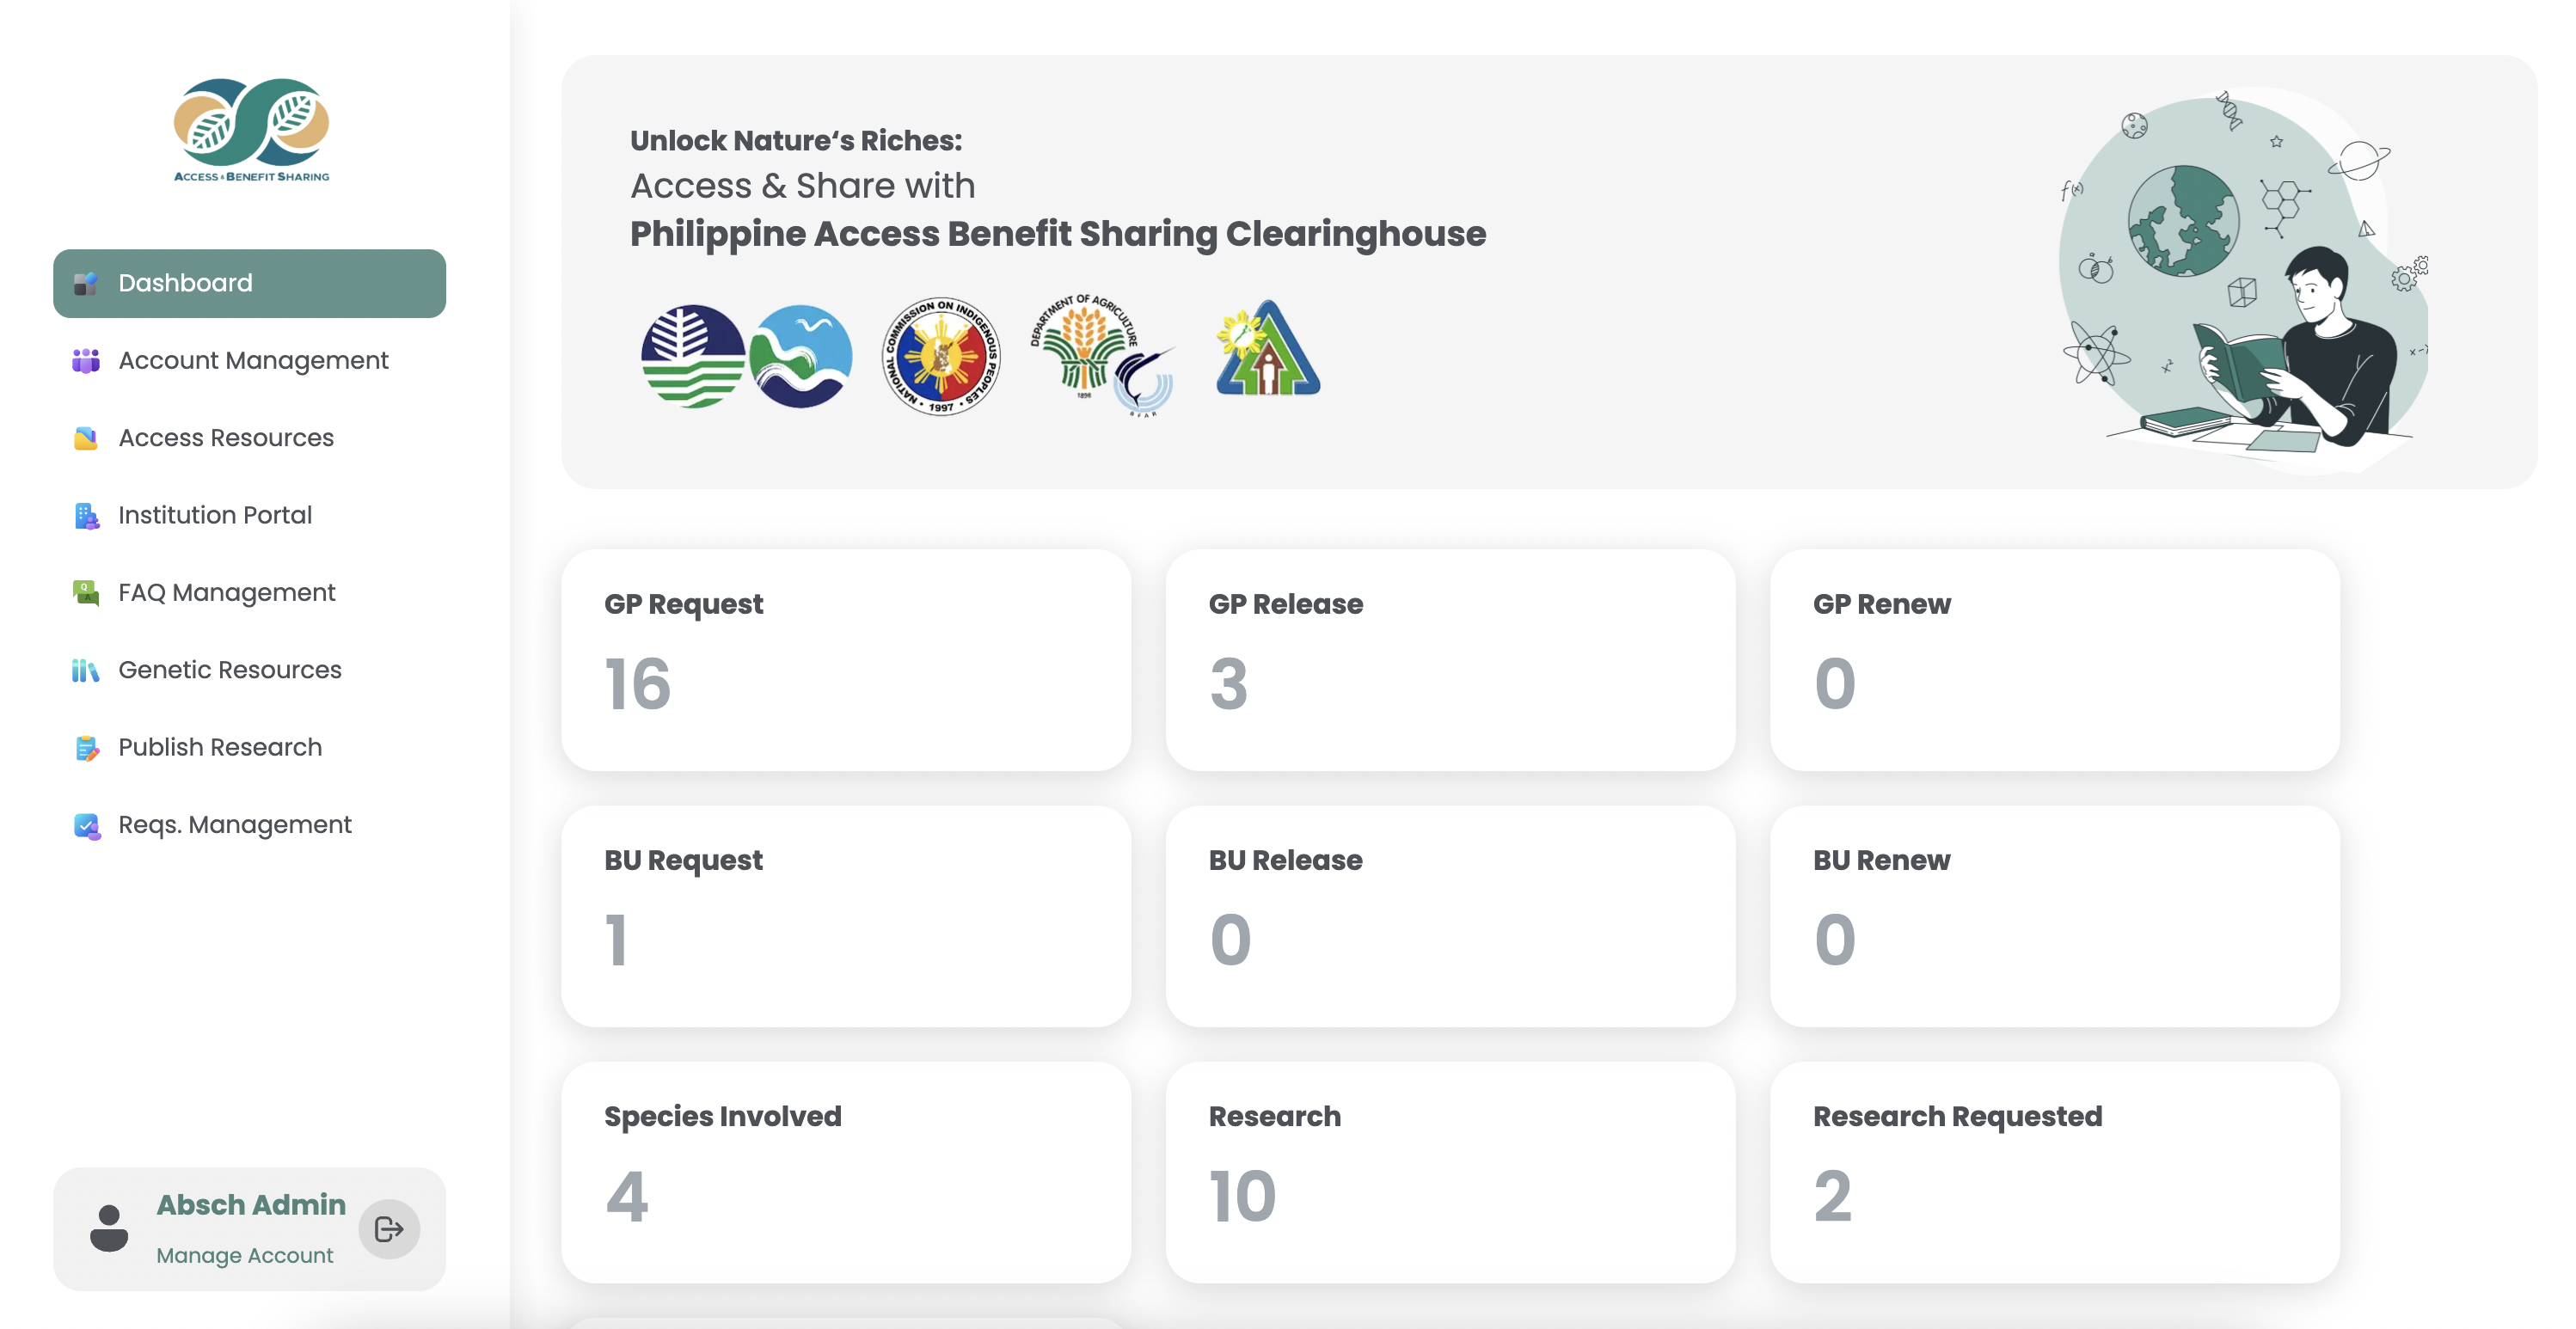 ACCESS & BENEFIT SHARING
Dashboard
Account Management
Access Resources
Institution Portal
FAQ Management
Genetic Resources
Publish Research
Reqs. Management
Absch Admin
Manage Account
Unlock Nature‘s Riches:
Access & Share with
Philippine Access Benefit Sharing Clearinghouse
NATIONAL COMMISSION ON INDIGENOUS PEOPLES
• 1997 •
DEPARTMENT OF AGRICULTURE
1898
BFAR
f(x)
x²
GP Request
16
GP Release
3
GP Renew
0
BU Request
1
BU Release
0
BU Renew
0
Species Involved
4
Research
10
Research Requested
2